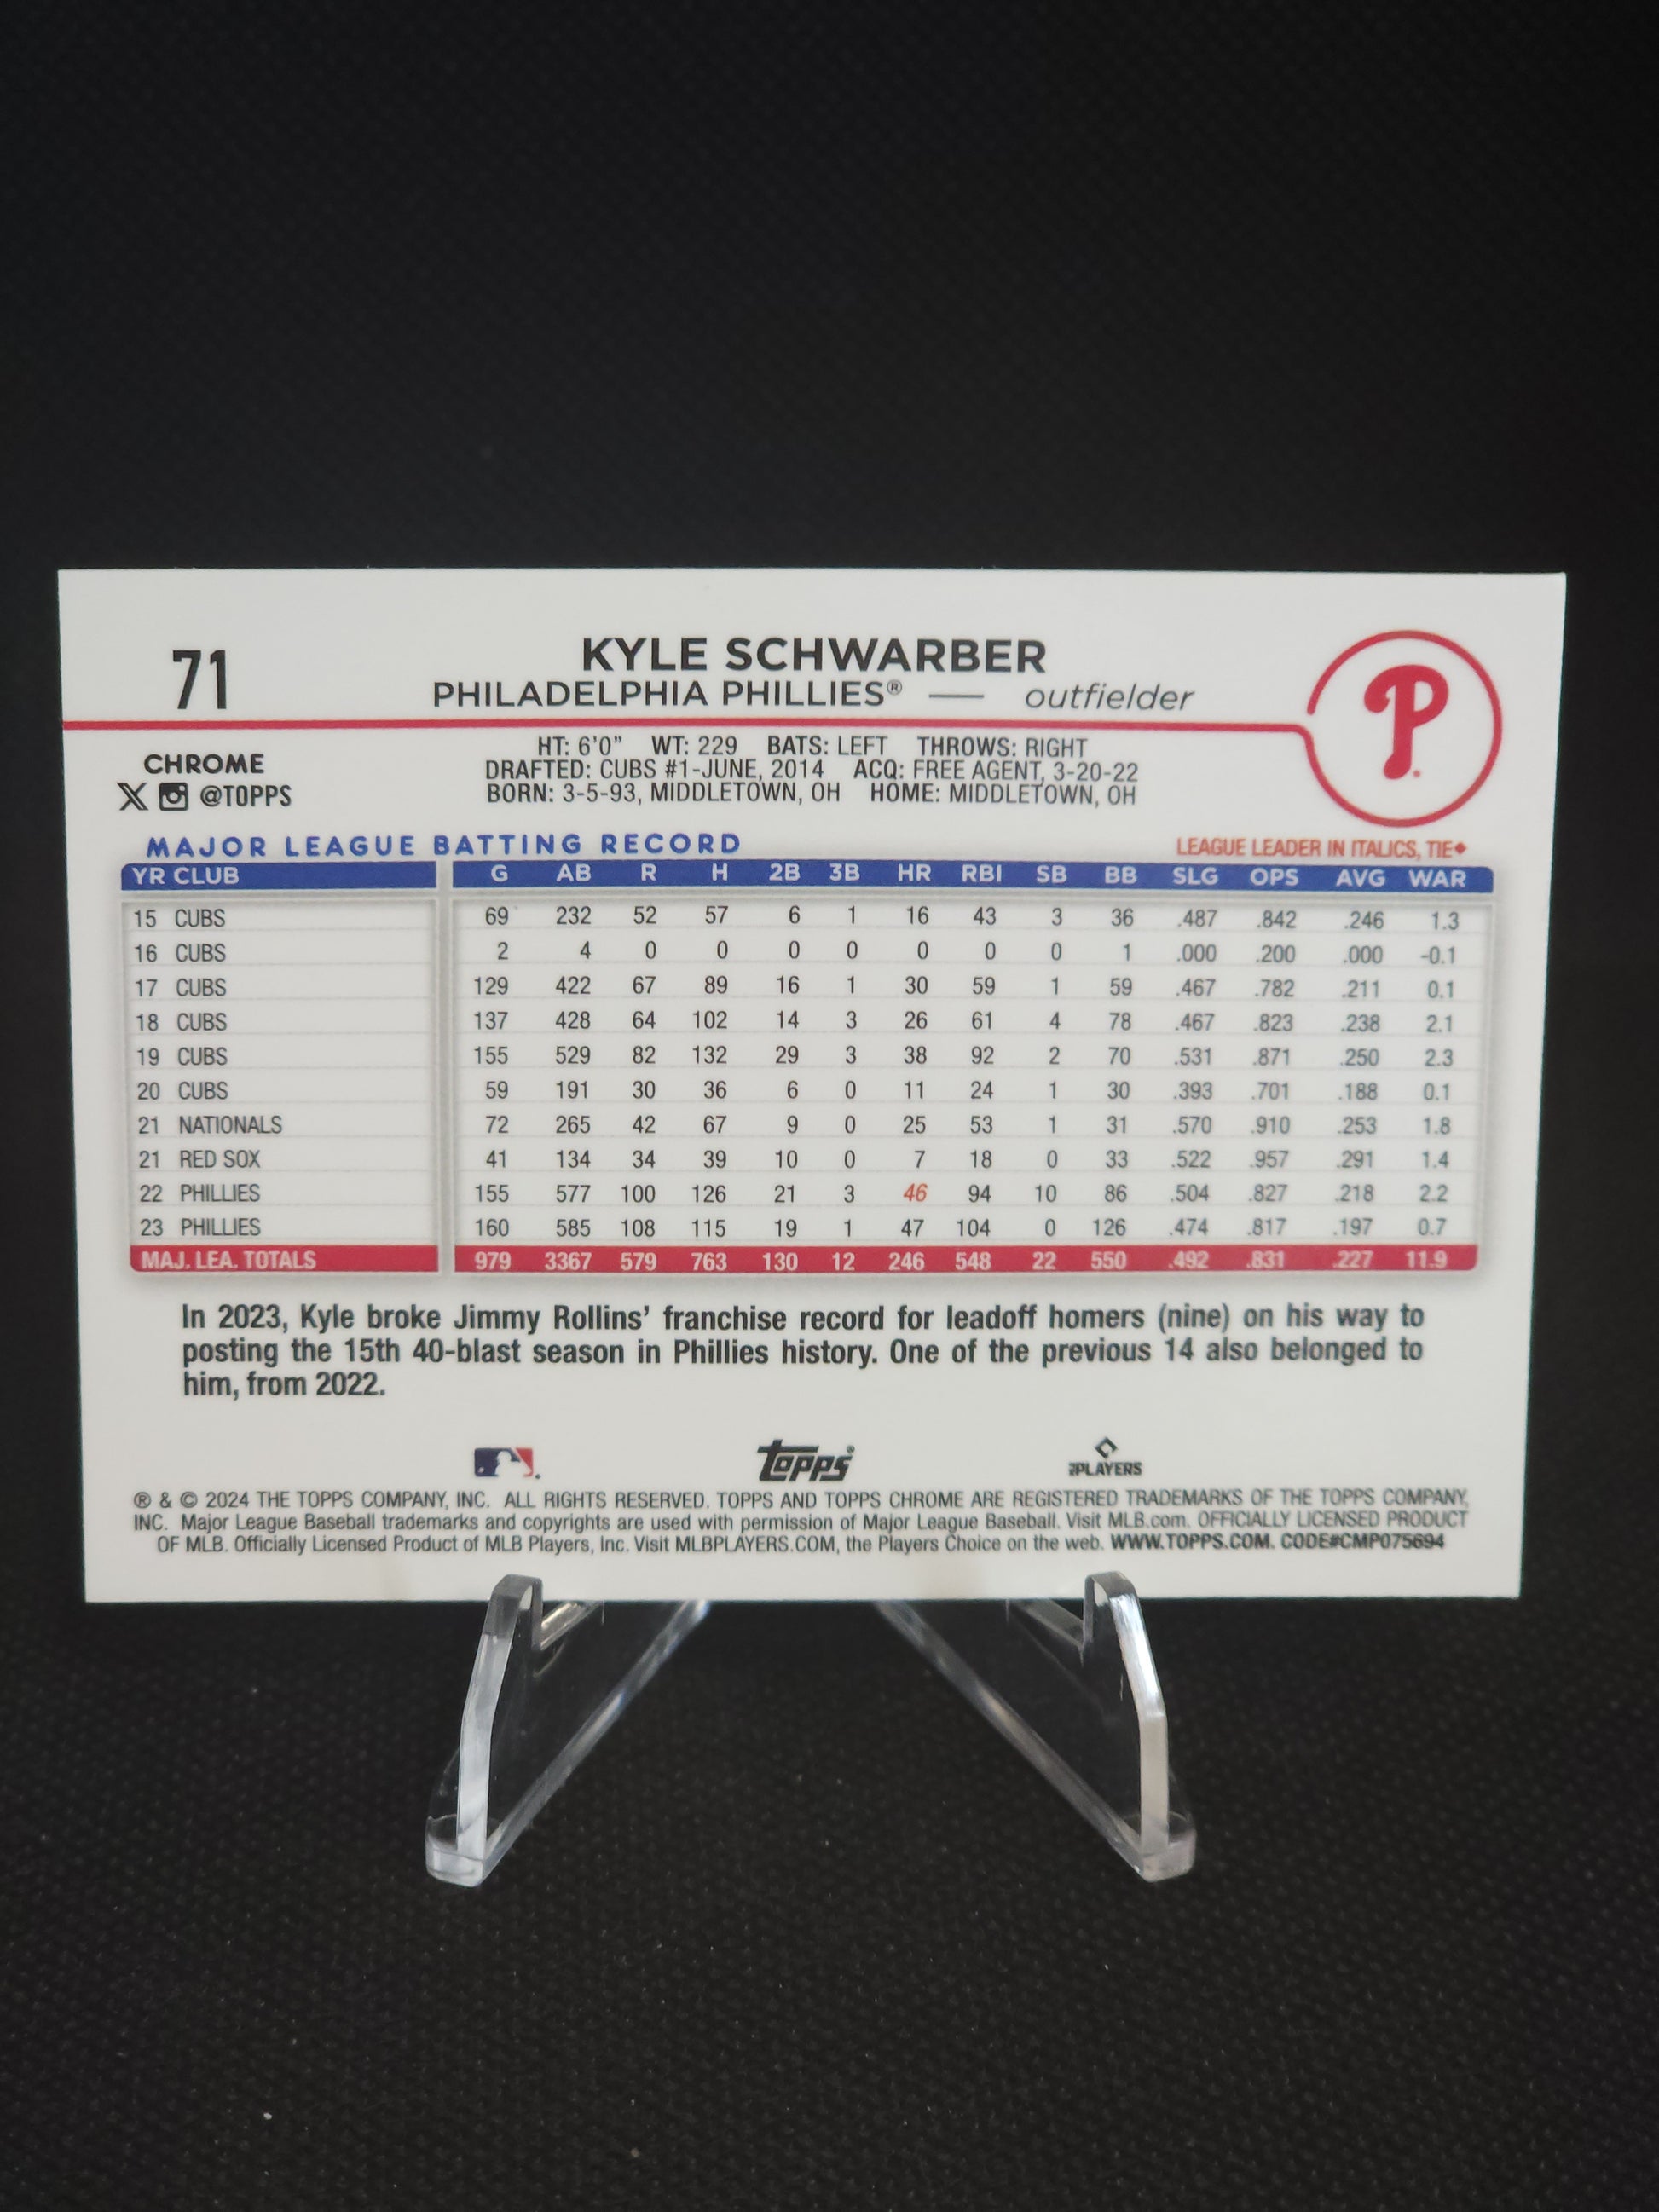 71
KYLE SCHWARBER
PHILADELPHIA PHILLIES® — outfielder
P
CHROME
X @TOPPS
HT: 6'0" WT: 229 BATS: LEFT THROWS: RIGHT
DRAFTED: CUBS #1-JUNE, 2014 ACQ: FREE AGENT, 3-20-22
BORN: 3-5-93, MIDDLETOWN, OH HOME: MIDDLETOWN, OH
MAJOR LEAGUE BATTING RECORD LEAGUE LEADER IN ITALICS, TIE♦
YR CLUB G AB R H 2B 3B HR RBI SB BB SLG OPS AVG WAR
15 CUBS 69 232 52 57 6 1 16 43 3 36 .487 .842 .246 1.3
16 CUBS 2 4 0 0 0 0 0 0 0 1 .000 .200 .000 -0.1
17 CUBS 129 422 67 89 16 1 30 59 1 59 .467 .782 .211 0.1
18 CUBS 137 428 64 102 14 3 26 61 4 78 .467 .823 .238 2.1
19 CUBS 155 529 82 132 29 3 38 92 2 70 .531 .871 .250 2.3
20 CUBS 59 191 30 36 6 0 11 24 1 30 .393 .701 .188 0.1
21 NATIONALS 72 265 42 67 9 0 25 53 1 31 .570 .910 .253 1.8
21 RED SOX 41 134 34 39 10 0 7 18 0 33 .522 .957 .291 1.4
22 PHILLIES 155 577 100 126 21 3 46 94 10 86 .504 .827 .218 2.2
23 PHILLIES 160 585 108 115 19 1 47 104 0 126 .474 .817 .197 0.7
MAJ. LEA. TOTALS 979 3367 579 763 130 12 246 548 22 550 .492 .831 .227 11.9
In 2023, Kyle broke Jimmy Rollins' franchise record for leadoff homers (nine) on his way to
posting the 15th 40-blast season in Phillies history. One of the previous 14 also belonged to
him, from 2022.
topps® PLAYERS
® & © 2024 THE TOPPS COMPANY, INC. ALL RIGHTS RESERVED. TOPPS AND TOPPS CHROME ARE REGISTERED TRADEMARKS OF THE TOPPS COMPANY,
INC. Major League Baseball trademarks and copyrights are used with permission of Major League Baseball. Visit MLB.com. OFFICIALLY LICENSED PRODUCT
OF MLB. Officially Licensed Product of MLB Players, Inc. Visit MLBPLAYERS.COM, the Players Choice on the web. WWW.TOPPS.COM. CODE#CMP075694